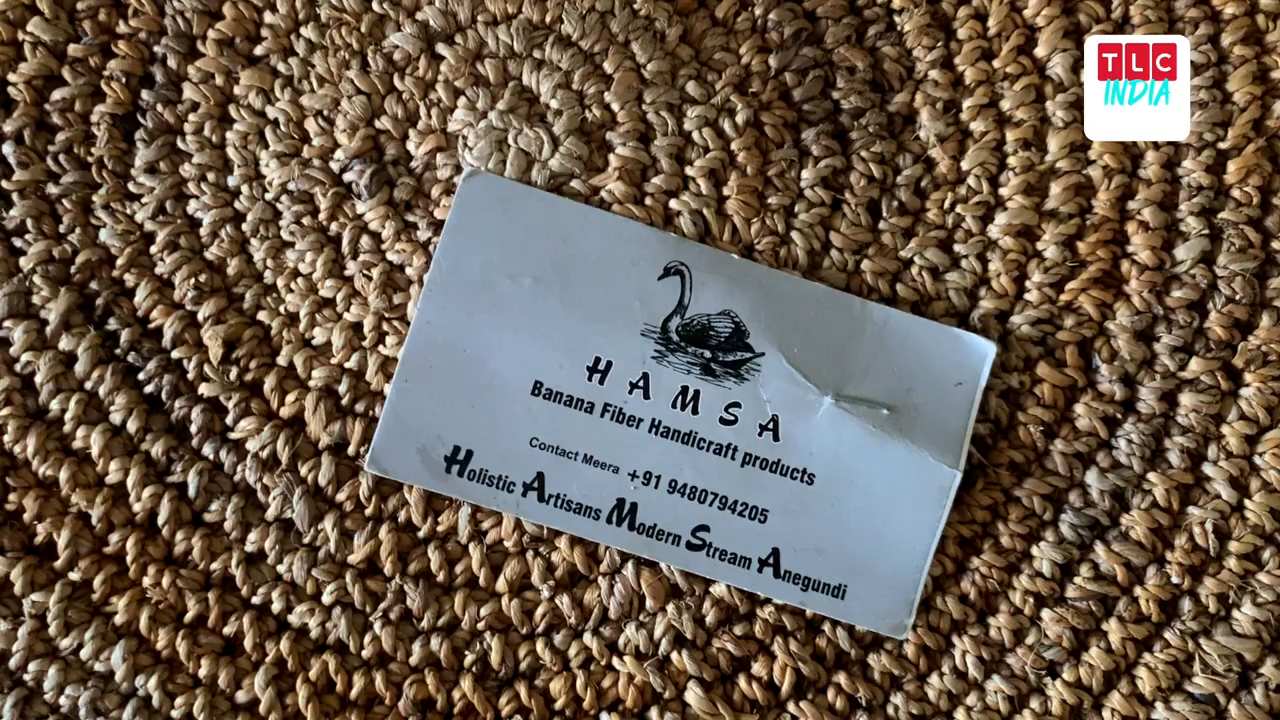 TLC
INDIA
HAMSA
Banana Fiber Handicraft products
Contact Meera +91 9480794205
Holistic Artisans Modern Stream Anegundi